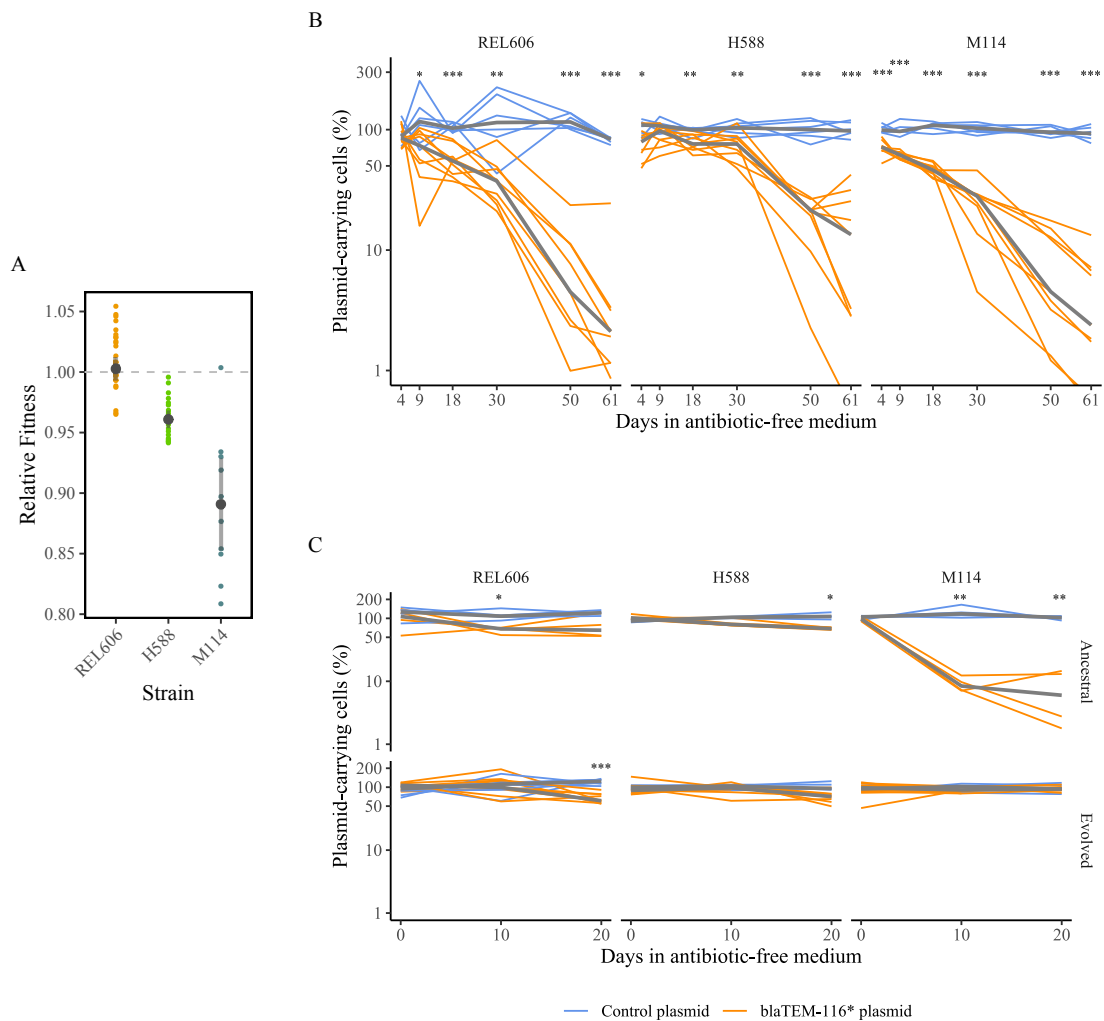 A
Relative Fitness
1.05
1.00
0.95
0.90
0.85
0.80
REL606
H588
M114
Strain
B
REL606
H588
M114
Plasmid-carrying cells (%)
300
100
50
10
1
* *** ** *** ***
* ** ** *** ***
*** *** *** *** *** ***
4 9 18 30 50 61
4 9 18 30 50 61
4 9 18 30 50 61
Days in antibiotic-free medium
C
REL606
H588
M114
Plasmid-carrying cells (%)
200
100
50
10
1
*
*
** **
Ancestral
200
100
50
10
1
***
Evolved
0 10 20
0 10 20
0 10 20
Days in antibiotic-free medium
Control plasmid blaTEM-116* plasmid